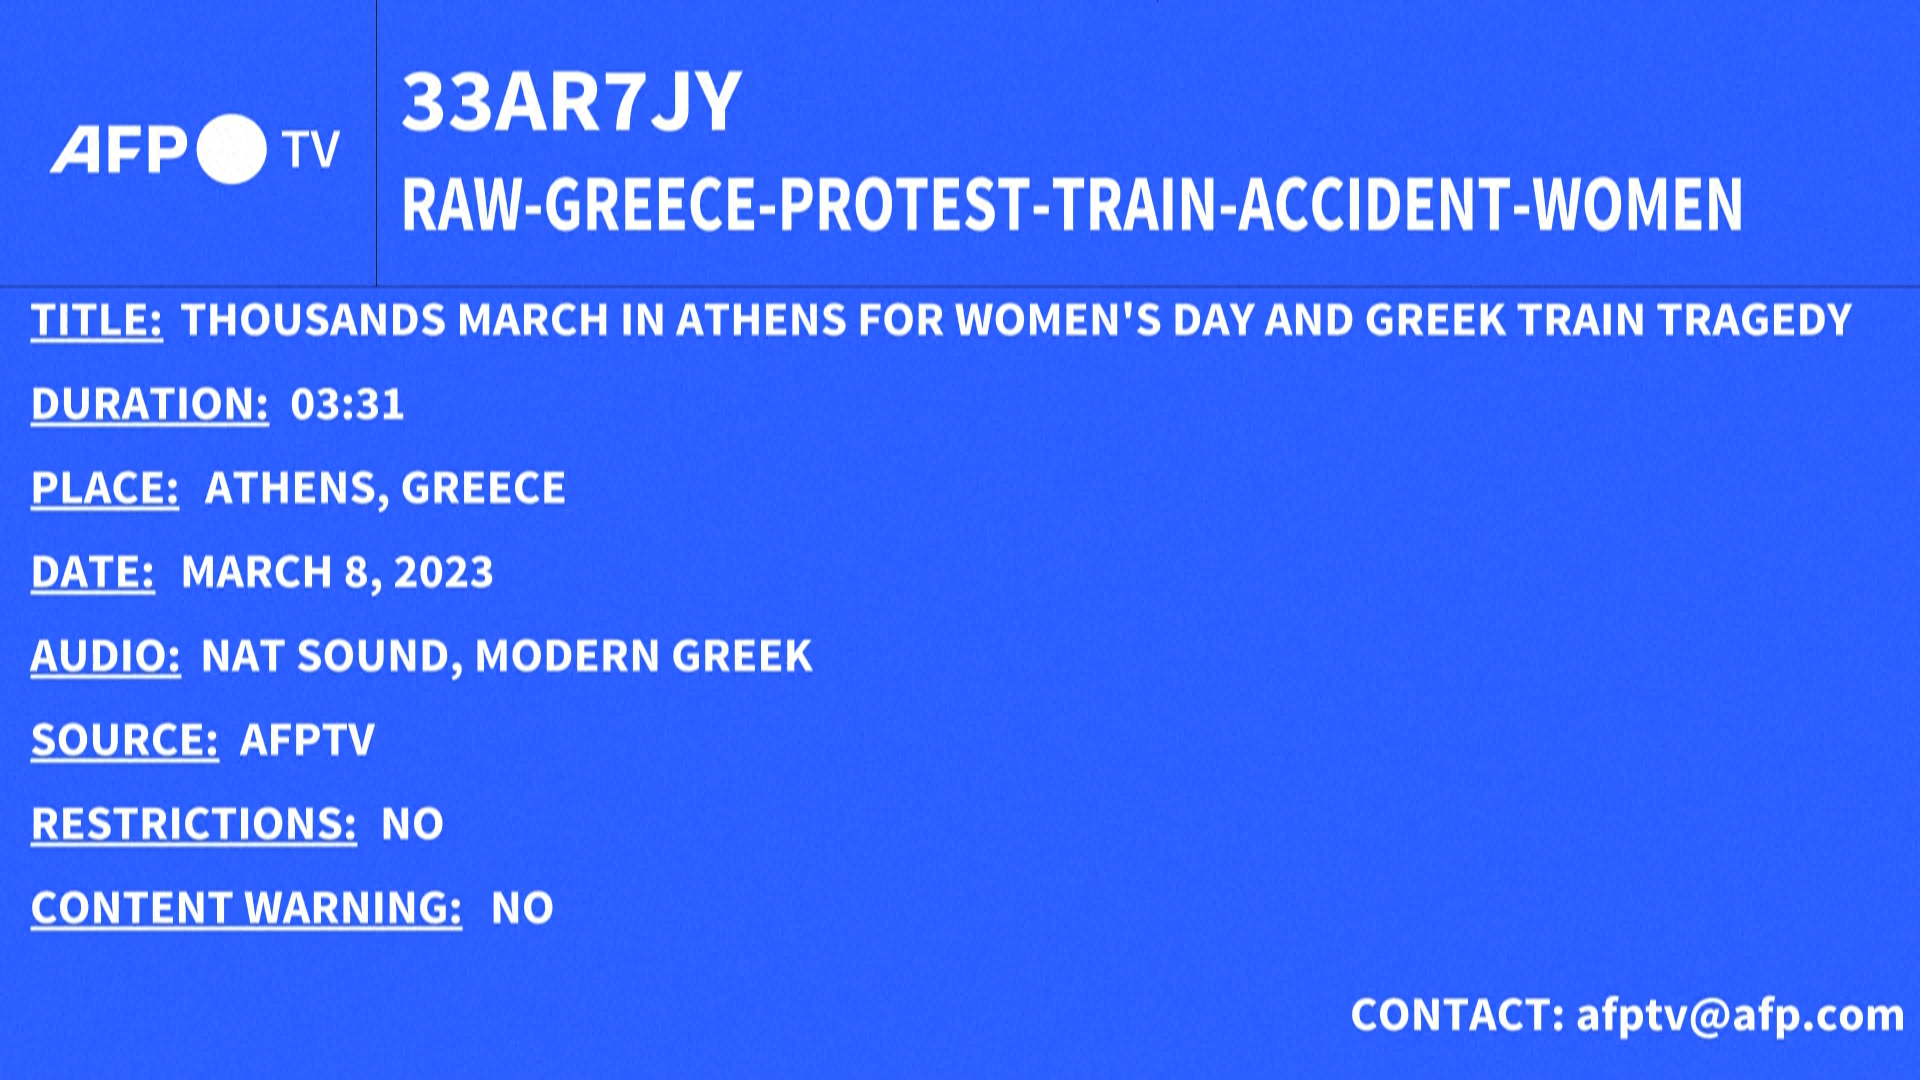 AFP TV
33AR7JY
RAW-GREECE-PROTEST-TRAIN-ACCIDENT-WOMEN
TITLE: THOUSANDS MARCH IN ATHENS FOR WOMEN'S DAY AND GREEK TRAIN TRAGEDY
DURATION: 03:31
PLACE: ATHENS, GREECE
DATE: MARCH 8, 2023
AUDIO: NAT SOUND, MODERN GREEK
SOURCE: AFPTV
RESTRICTIONS: NO
CONTENT WARNING: NO
CONTACT: afptv@afp.com